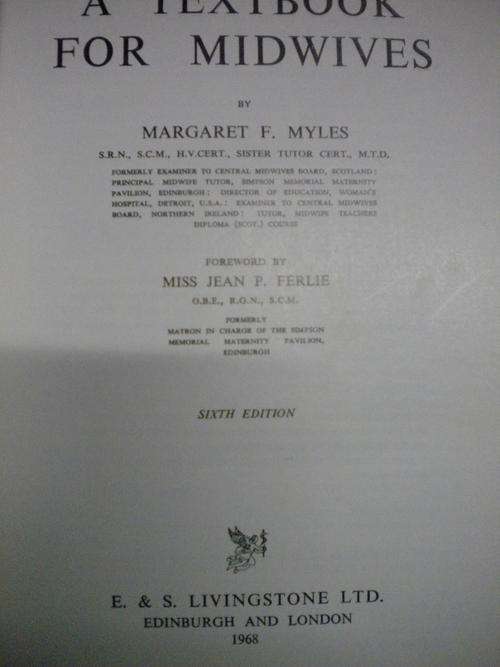 A TEXTBOOK
FOR MIDWIVES
BY
MARGARET F. MYLES
S.R.N., S.C.M., H.V.CERT., SISTER TUTOR CERT., M.T.D.
FORMERLY EXAMINER TO CENTRAL MIDWIVES BOARD, SCOTLAND:
PRINCIPAL MIDWIFE TUTOR, SIMPSON MEMORIAL MATERNITY
PAVILION, EDINBURGH: DIRECTOR OF EDUCATION, WOMAN'S
HOSPITAL, DETROIT, U.S.A.: EXAMINER TO CENTRAL MIDWIVES
BOARD, NORTHERN IRELAND: TUTOR, MIDWIFE TEACHERS
DIPLOMA (SCOT.) COURSE
FOREWORD BY
MISS JEAN P. FERLIE
O.B.E., R.G.N., S.C.M.
FORMERLY
MATRON IN CHARGE OF THE SIMPSON
MEMORIAL MATERNITY PAVILION,
EDINBURGH
SIXTH EDITION
E. & S. LIVINGSTONE LTD.
EDINBURGH AND LONDON
1968